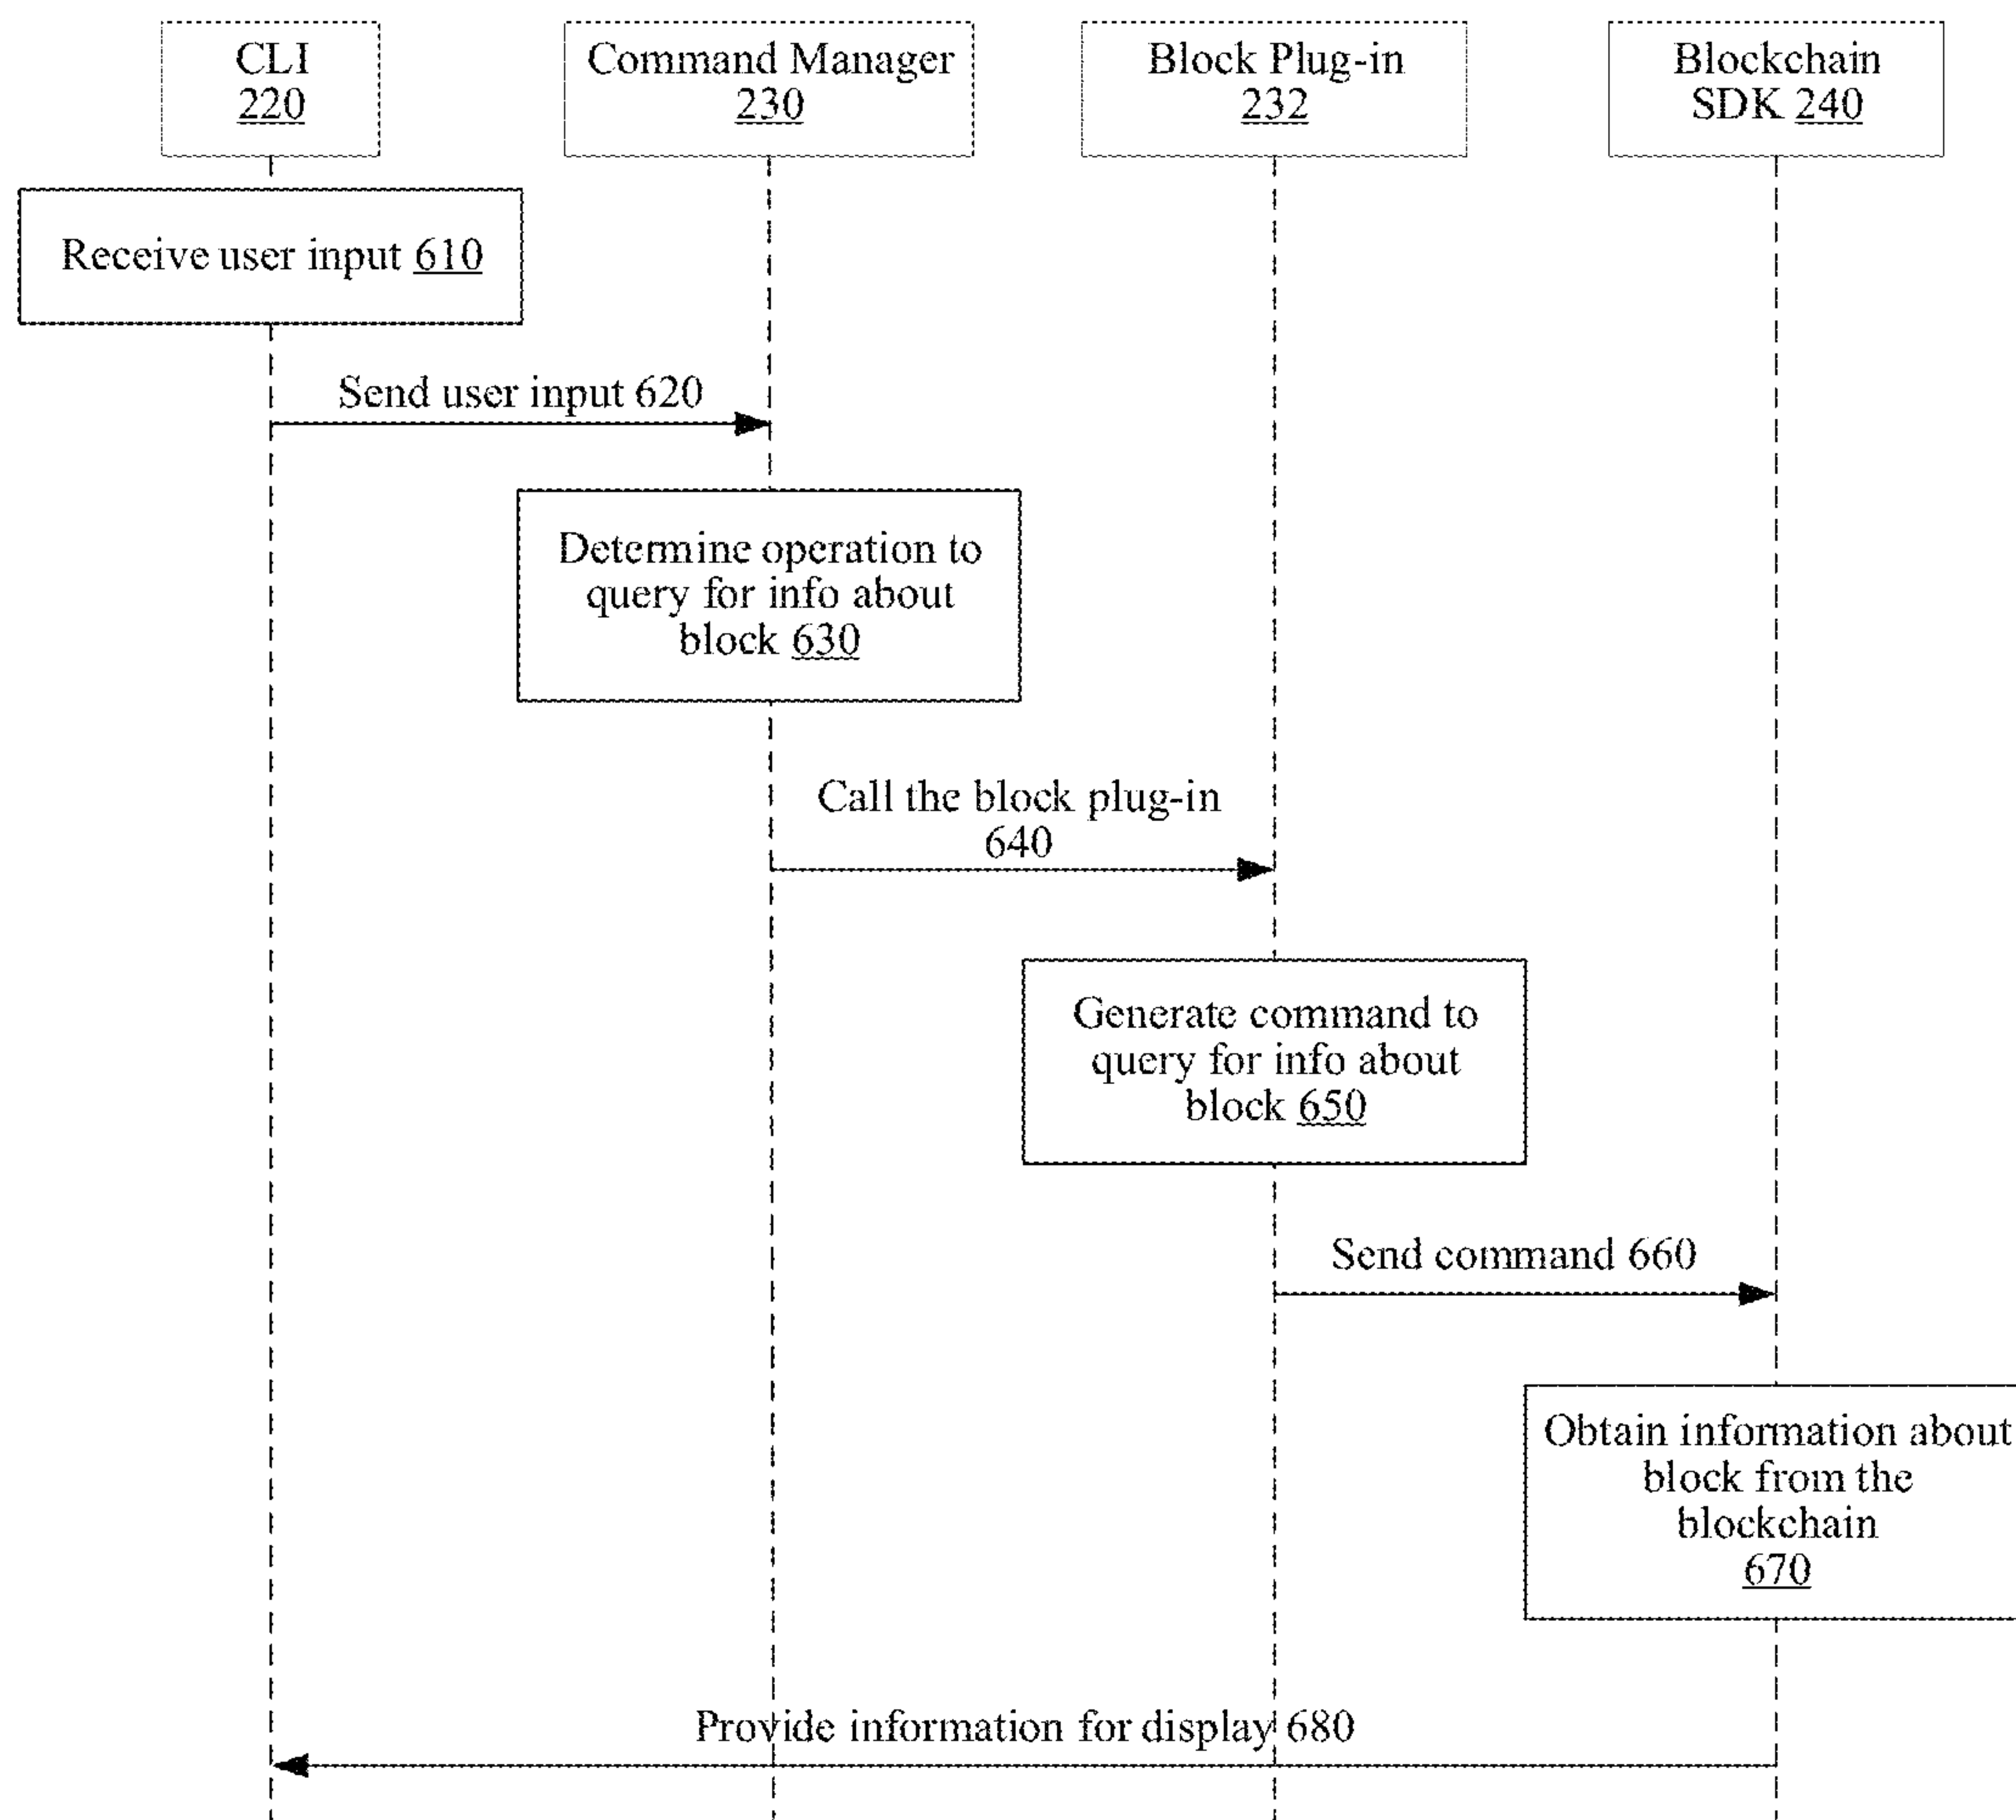 CLI
220
Command Manager
230
Block Plug-in
232
Blockchain
SDK 240
Receive user input 610
Send user input 620
Determine operation to
query for info about
block 630
Call the block plug-in
640
Generate command to
query for info about
block 650
Send command 660
Obtain information about
block from the
blockchain
670
Provide information for display 680